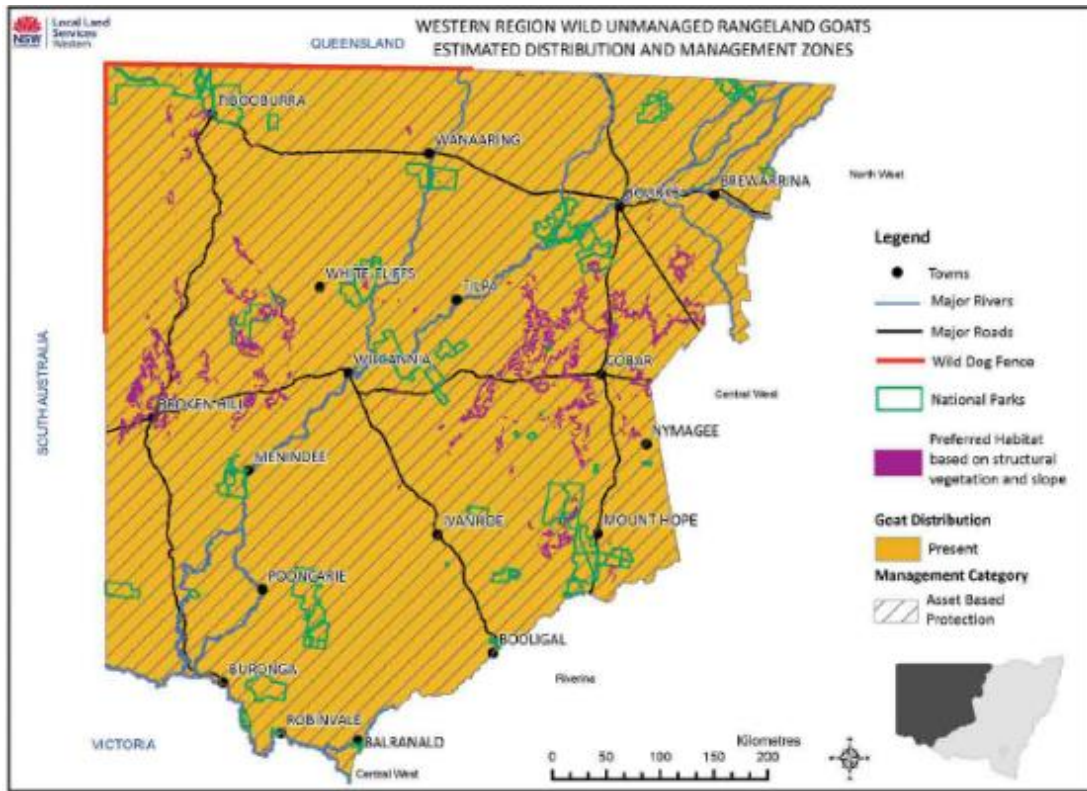 NSW
GOVERNMENT
Local Land
Services
Western
WESTERN REGION WILD UNMANAGED RANGELAND GOATS
ESTIMATED DISTRIBUTION AND MANAGEMENT ZONES
QUEENSLAND
TIBOOBURRA
WANAARING
North West
BOURKE
BREWARRINA
WHITE CLIFFS
TILPA
SOUTH AUSTRALIA
WILCANNIA
COBAR
Central West
BROKEN HILL
NYMAGEE
MENINDEE
IVANHOE
MOUNT HOPE
POONCARIE
BOOLIGAL
BURONGA
Riverina
ROBINVALE
VICTORIA
BALRANALD
Central West
Legend
Towns
Major Rivers
Major Roads
Wild Dog Fence
National Parks
Preferred Habitat
based on structural
vegetation and slope
Goat Distribution
Present
Management Category
Asset Based
Protection
Kilometres
0 50 100 150 200